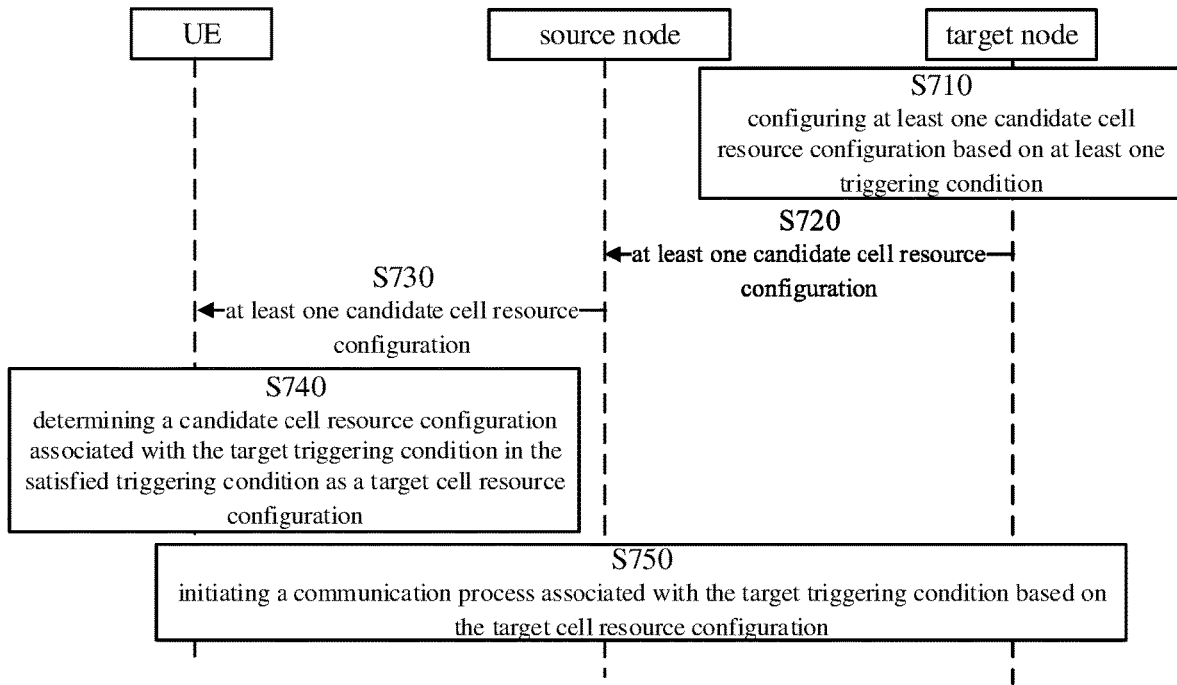 UE
source node
target node
S710
configuring at least one candidate cell
resource configuration based on at least one
triggering condition
S720
at least one candidate cell resource
configuration
S730
at least one candidate cell resource
configuration
S740
determining a candidate cell resource configuration
associated with the target triggering condition in the
satisfied triggering condition as a target cell resource
configuration
S750
initiating a communication process associated with the target triggering condition based on
the target cell resource configuration